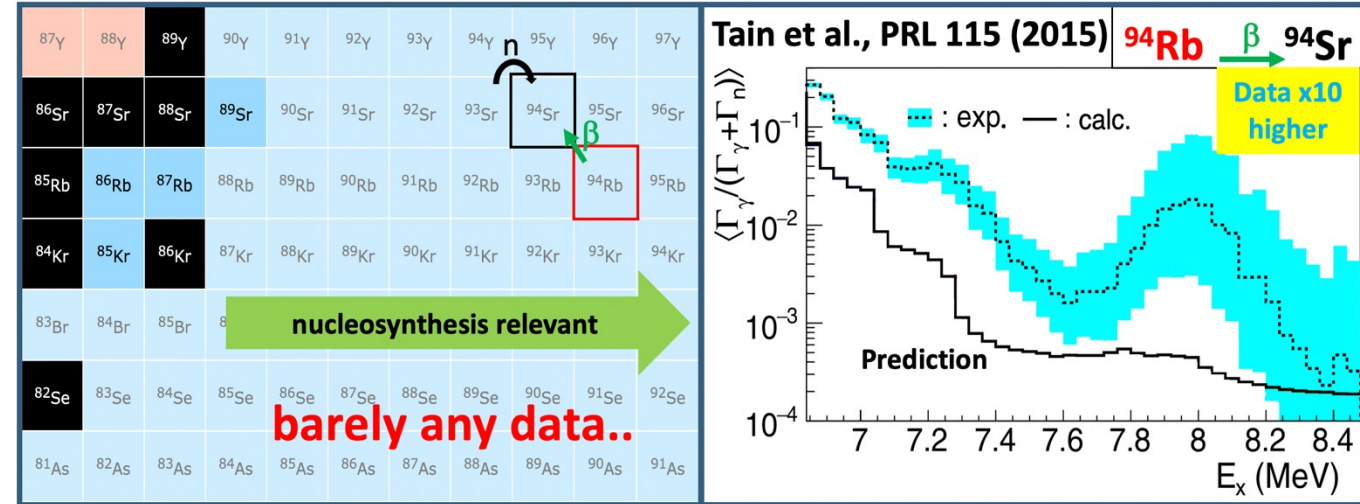 87Y 88Y 89Y 90Y 91Y 92Y 93Y 94Y 95Y 96Y 97Y
n
86Sr 87Sr 88Sr 89Sr 90Sr 91Sr 92Sr 93Sr 94Sr 95Sr 96Sr
β
85Rb 86Rb 87Rb 88Rb 89Rb 90Rb 91Rb 92Rb 93Rb 94Rb 95Rb
84Kr 85Kr 86Kr 87Kr 88Kr 89Kr 90Kr 91Kr 92Kr 93Kr 94Kr
83Br 84Br 85Br
nucleosynthesis relevant
82Se 83Se 84Se 85Se 86Se 87Se 88Se 89Se 90Se 91Se 92Se
barely any data..
81As 82As 83As 84As 85As 86As 87As 88As 89As 90As 91As
Tain et al., PRL 115 (2015)
94Rb β 94Sr
Data x10
higher
: exp. : calc.
⟨Γγ/(Γγ+Γn)⟩
10−1
10−2
10−3
10−4
Prediction
7 7.2 7.4 7.6 7.8 8 8.2 8.4
Ex (MeV)